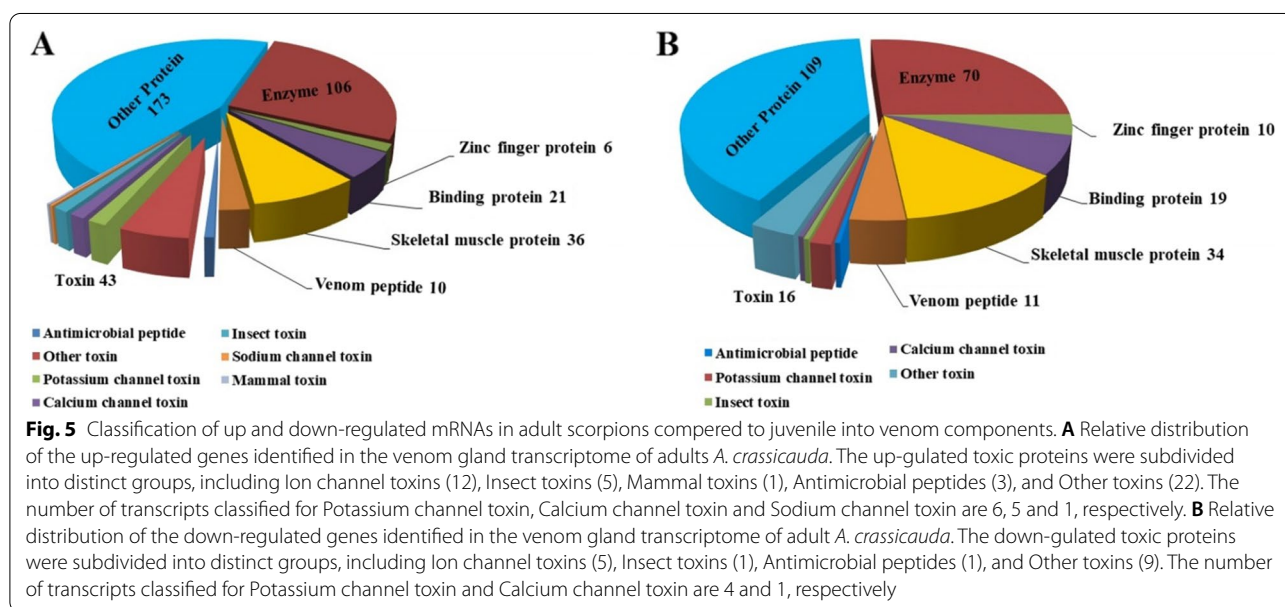 A
Other Protein
173
Enzyme 106
Zinc finger protein 6
Binding protein 21
Skeletal muscle protein 36
Venom peptide 10
Toxin 43
Antimicrobial peptide
Other toxin
Potassium channel toxin
Calcium channel toxin
Insect toxin
Sodium channel toxin
Mammal toxin
B
Other Protein 109
Enzyme 70
Zinc finger protein 10
Binding protein 19
Skeletal muscle protein 34
Venom peptide 11
Toxin 16
Antimicrobial peptide
Potassium channel toxin
Insect toxin
Calcium channel toxin
Other toxin
Fig. 5 Classification of up and down-regulated mRNAs in adult scorpions compered to juvenile into venom components. A Relative distribution
of the up-regulated genes identified in the venom gland transcriptome of adults A. crassicauda. The up-gulated toxic proteins were subdivided
into distinct groups, including Ion channel toxins (12), Insect toxins (5), Mammal toxins (1), Antimicrobial peptides (3), and Other toxins (22). The
number of transcripts classified for Potassium channel toxin, Calcium channel toxin and Sodium channel toxin are 6, 5 and 1, respectively. B Relative
distribution of the down-regulated genes identified in the venom gland transcriptome of adult A. crassicauda. The down-gulated toxic proteins
were subdivided into distinct groups, including Ion channel toxins (5), Insect toxins (1), Antimicrobial peptides (1), and Other toxins (9). The number
of transcripts classified for Potassium channel toxin and Calcium channel toxin are 4 and 1, respectively